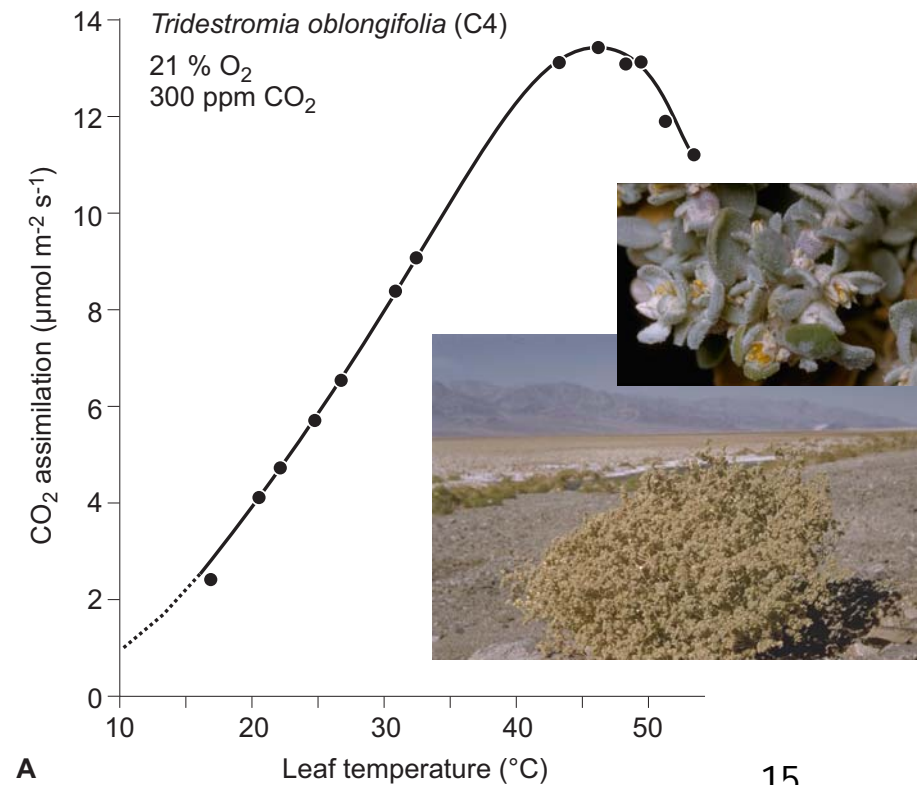 Tridestromia oblongifolia (C4)
21 % O₂
300 ppm CO₂
CO₂ assimilation (µmol m⁻² s⁻¹)
14
12
10
8
6
4
2
0
10 20 30 40 50
A Leaf temperature (°C) 15